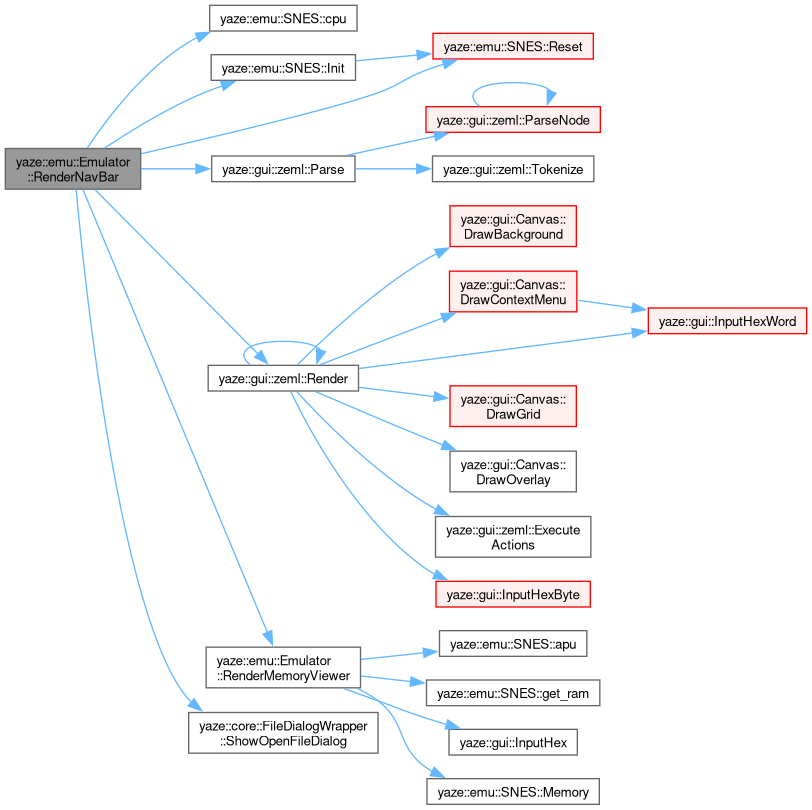 yaze::emu::Emulator
::RenderNavBar
yaze::emu::SNES::cpu
yaze::emu::SNES::Init
yaze::emu::SNES::Reset
yaze::gui::zeml::Parse
yaze::gui::zeml::ParseNode
yaze::gui::zeml::Tokenize
yaze::gui::zeml::Render
yaze::gui::Canvas::
DrawBackground
yaze::gui::Canvas::
DrawContextMenu
yaze::gui::InputHexWord
yaze::gui::Canvas::
DrawGrid
yaze::gui::Canvas::
DrawOverlay
yaze::gui::zeml::Execute
Actions
yaze::gui::InputHexByte
yaze::emu::Emulator
::RenderMemoryViewer
yaze::emu::SNES::apu
yaze::emu::SNES::get_ram
yaze::gui::InputHex
yaze::emu::SNES::Memory
yaze::core::FileDialogWrapper
::ShowOpenFileDialog